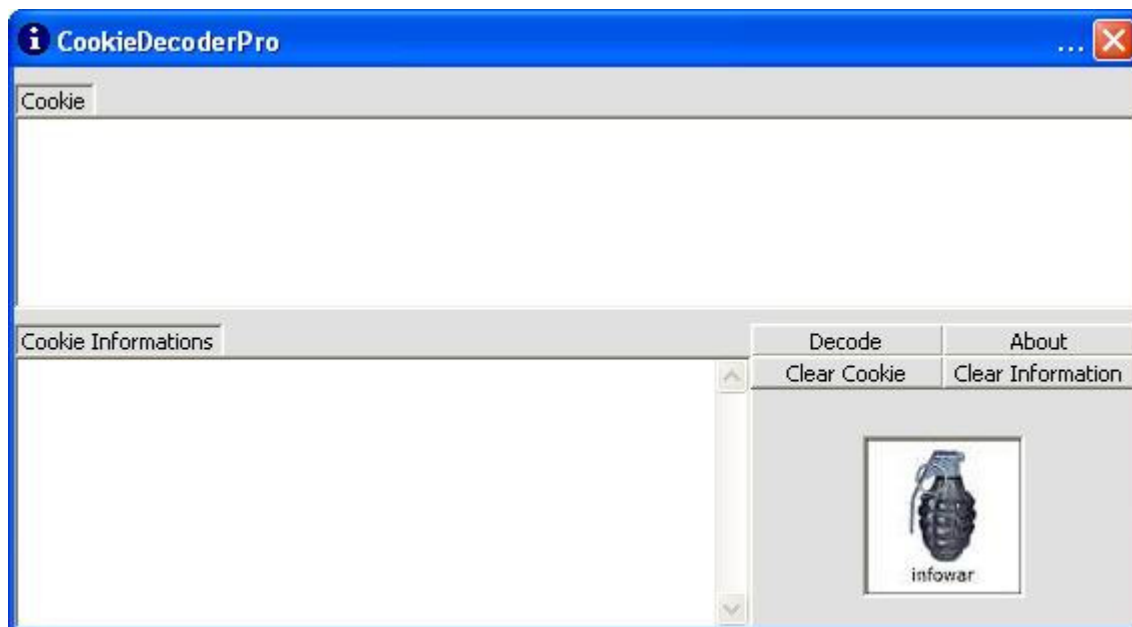 CookieDecoderPro ...
Cookie
Cookie Informations
Decode About
Clear Cookie Clear Information
infowar